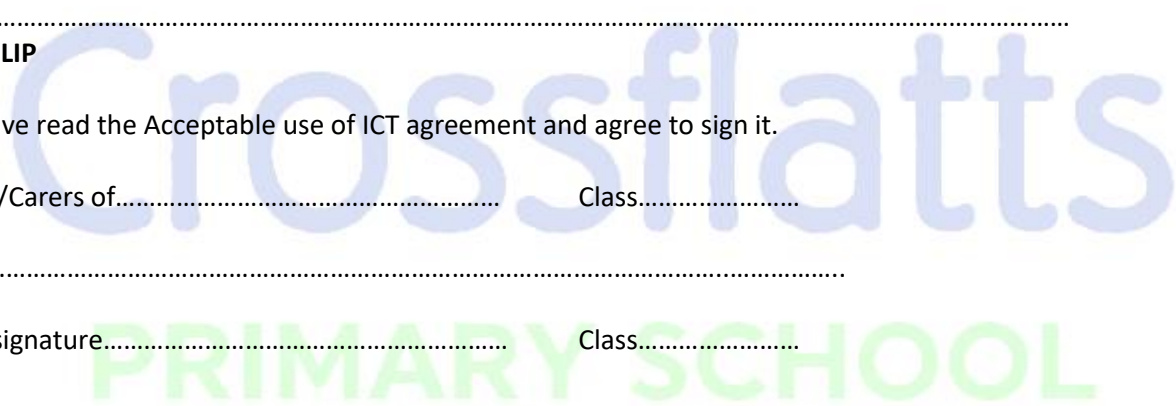 ………………………………………………………………………………………………………………………………
LIP
ve read the Acceptable use of ICT agreement and agree to sign it.
/Carers of………………………………………… Class…………………
………………………………………………………………………………………..……………..
signature…………………………………………… Class…………………
Crossflatts
PRIMARY SCHOOL